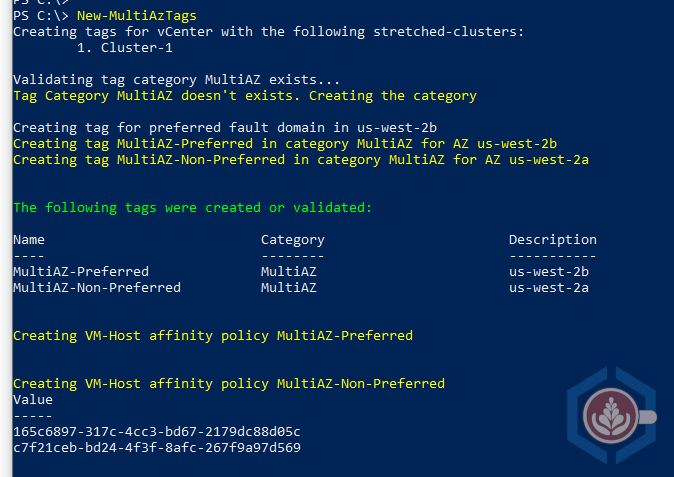 PS C:\>
PS C:\> New-MultiAzTags
Creating tags for vCenter with the following stretched-clusters:
1. Cluster-1
Validating tag category MultiAZ exists...
Tag Category MultiAZ doesn't exists. Creating the category
Creating tag for preferred fault domain in us-west-2b
Creating tag MultiAZ-Preferred in category MultiAZ for AZ us-west-2b
Creating tag MultiAZ-Non-Preferred in category MultiAZ for AZ us-west-2a
The following tags were created or validated:
Name Category Description
---- -------- -----------
MultiAZ-Preferred MultiAZ us-west-2b
MultiAZ-Non-Preferred MultiAZ us-west-2a
Creating VM-Host affinity policy MultiAZ-Preferred
Creating VM-Host affinity policy MultiAZ-Non-Preferred
Value
-----
165c6897-317c-4cc3-bd67-2179dc88d05c
c7f21ceb-bd24-4f3f-8afc-267f9a97d569